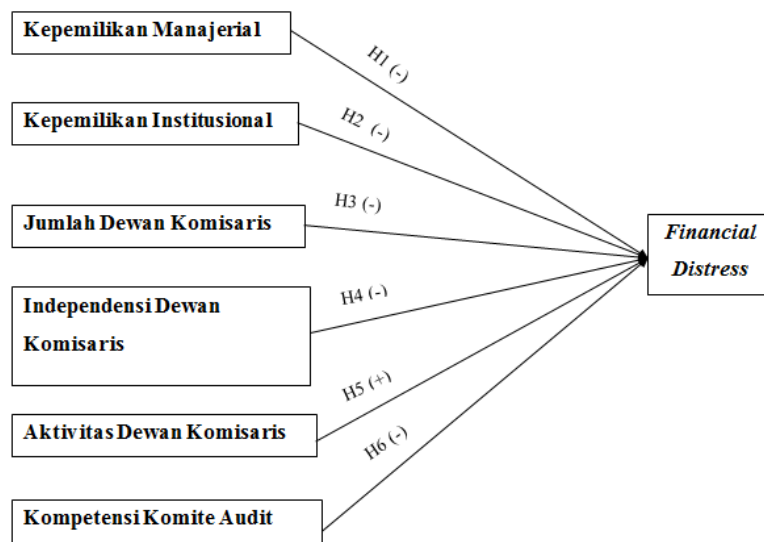 Kepemilikan Manajerial
H1 (-)
Kepemilikan Institusional
H2 (-)
Jumlah Dewan Komisaris
H3 (-)
Financial
Distress
Independensi Dewan
Komisaris
H4 (-)
Aktivitas Dewan Komisaris
H5 (+)
Kompetensi Komite Audit
H6 (-)